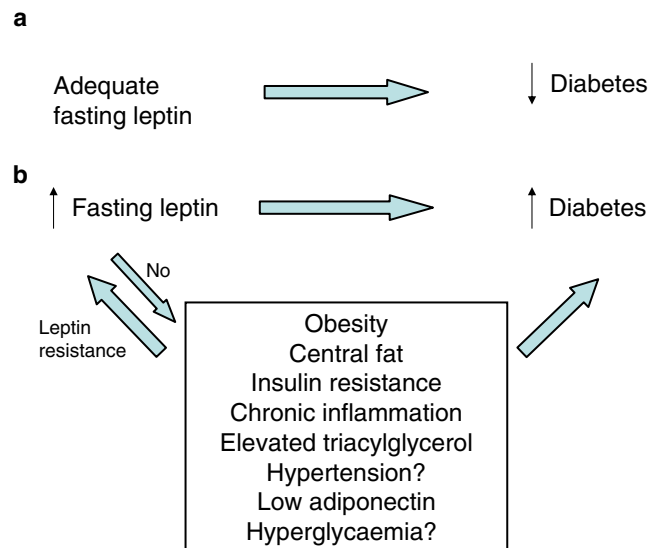 a
Adequate
fasting leptin
↓ Diabetes
b
↑ Fasting leptin
↑ Diabetes
No
Leptin
resistance
Obesity
Central fat
Insulin resistance
Chronic inflammation
Elevated triacylglycerol
Hypertension?
Low adiponectin
Hyperglycaemia?